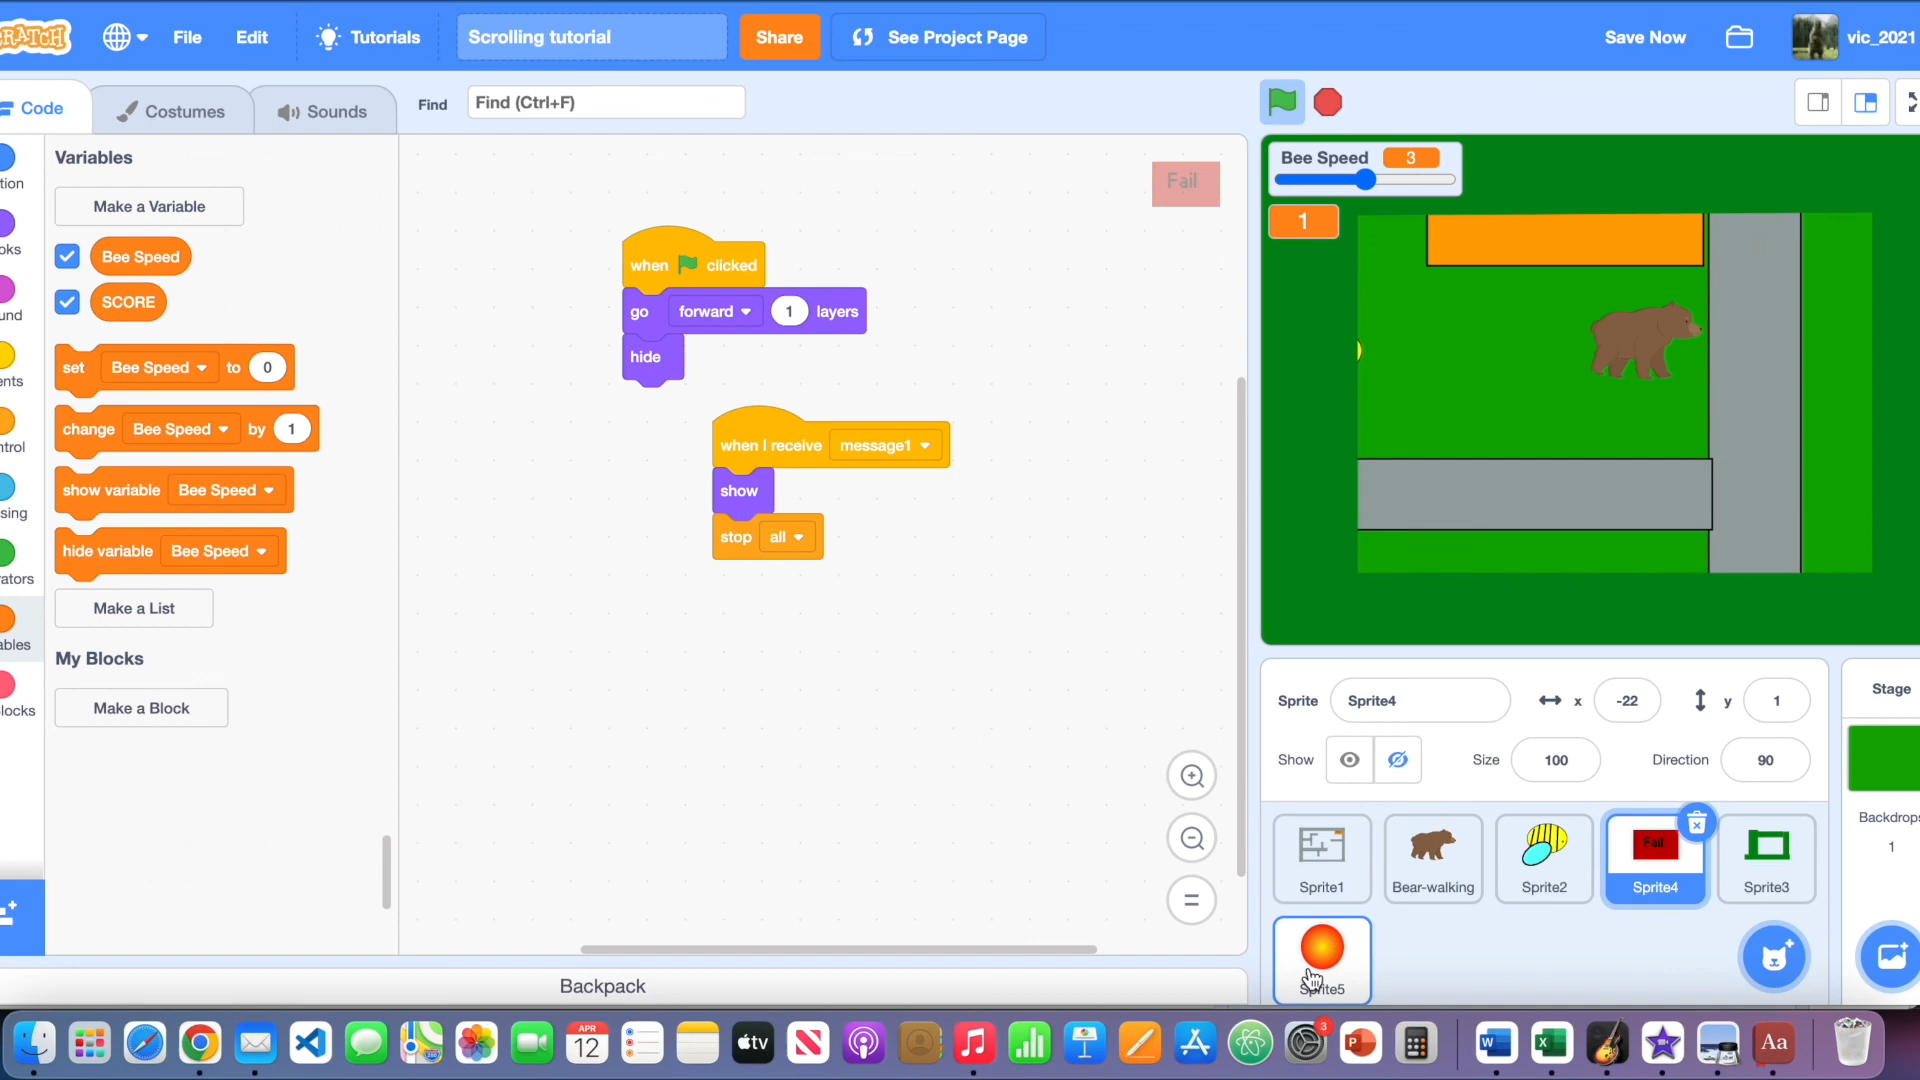 File Edit Tutorials Scrolling tutorial Share See Project Page Save Now vic_2021
Code Costumes Sounds Find Find (Ctrl+F)
Variables
Make a Variable
Bee Speed
SCORE
set Bee Speed to 0
change Bee Speed by 1
show variable Bee Speed
hide variable Bee Speed
Make a List
My Blocks
Make a Block
Fail
when clicked
go forward 1 layers
hide
when I receive message1
show
stop all
Backpack
Bee Speed 3
1
Sprite Sprite4 x -22 y 1
Show Size 100 Direction 90
Sprite1 Bear-walking Sprite2 Fail Sprite4 Sprite3
Sprite5
Stage
1
APR
12
tv
3
Aa